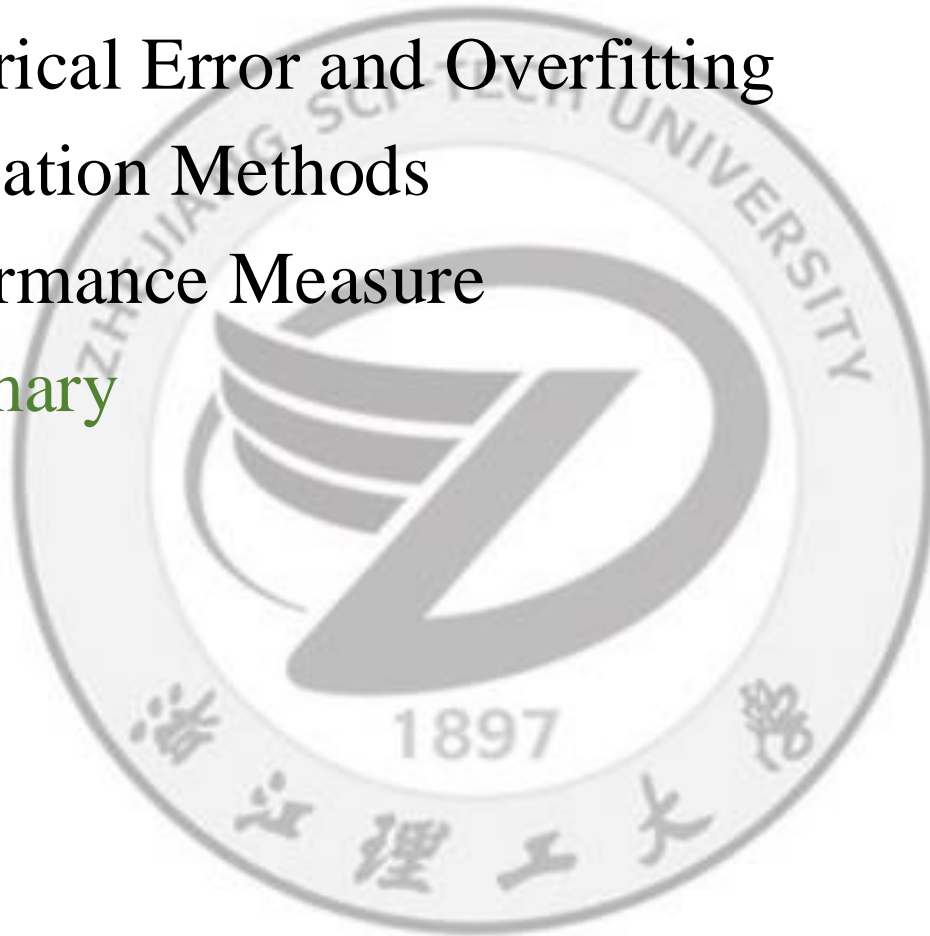 rical Error and Overfitting
ation Methods
rmance Measure
mary
ZHEJIANG SCI-TECH UNIVERSITY
1897
浙江理工大学